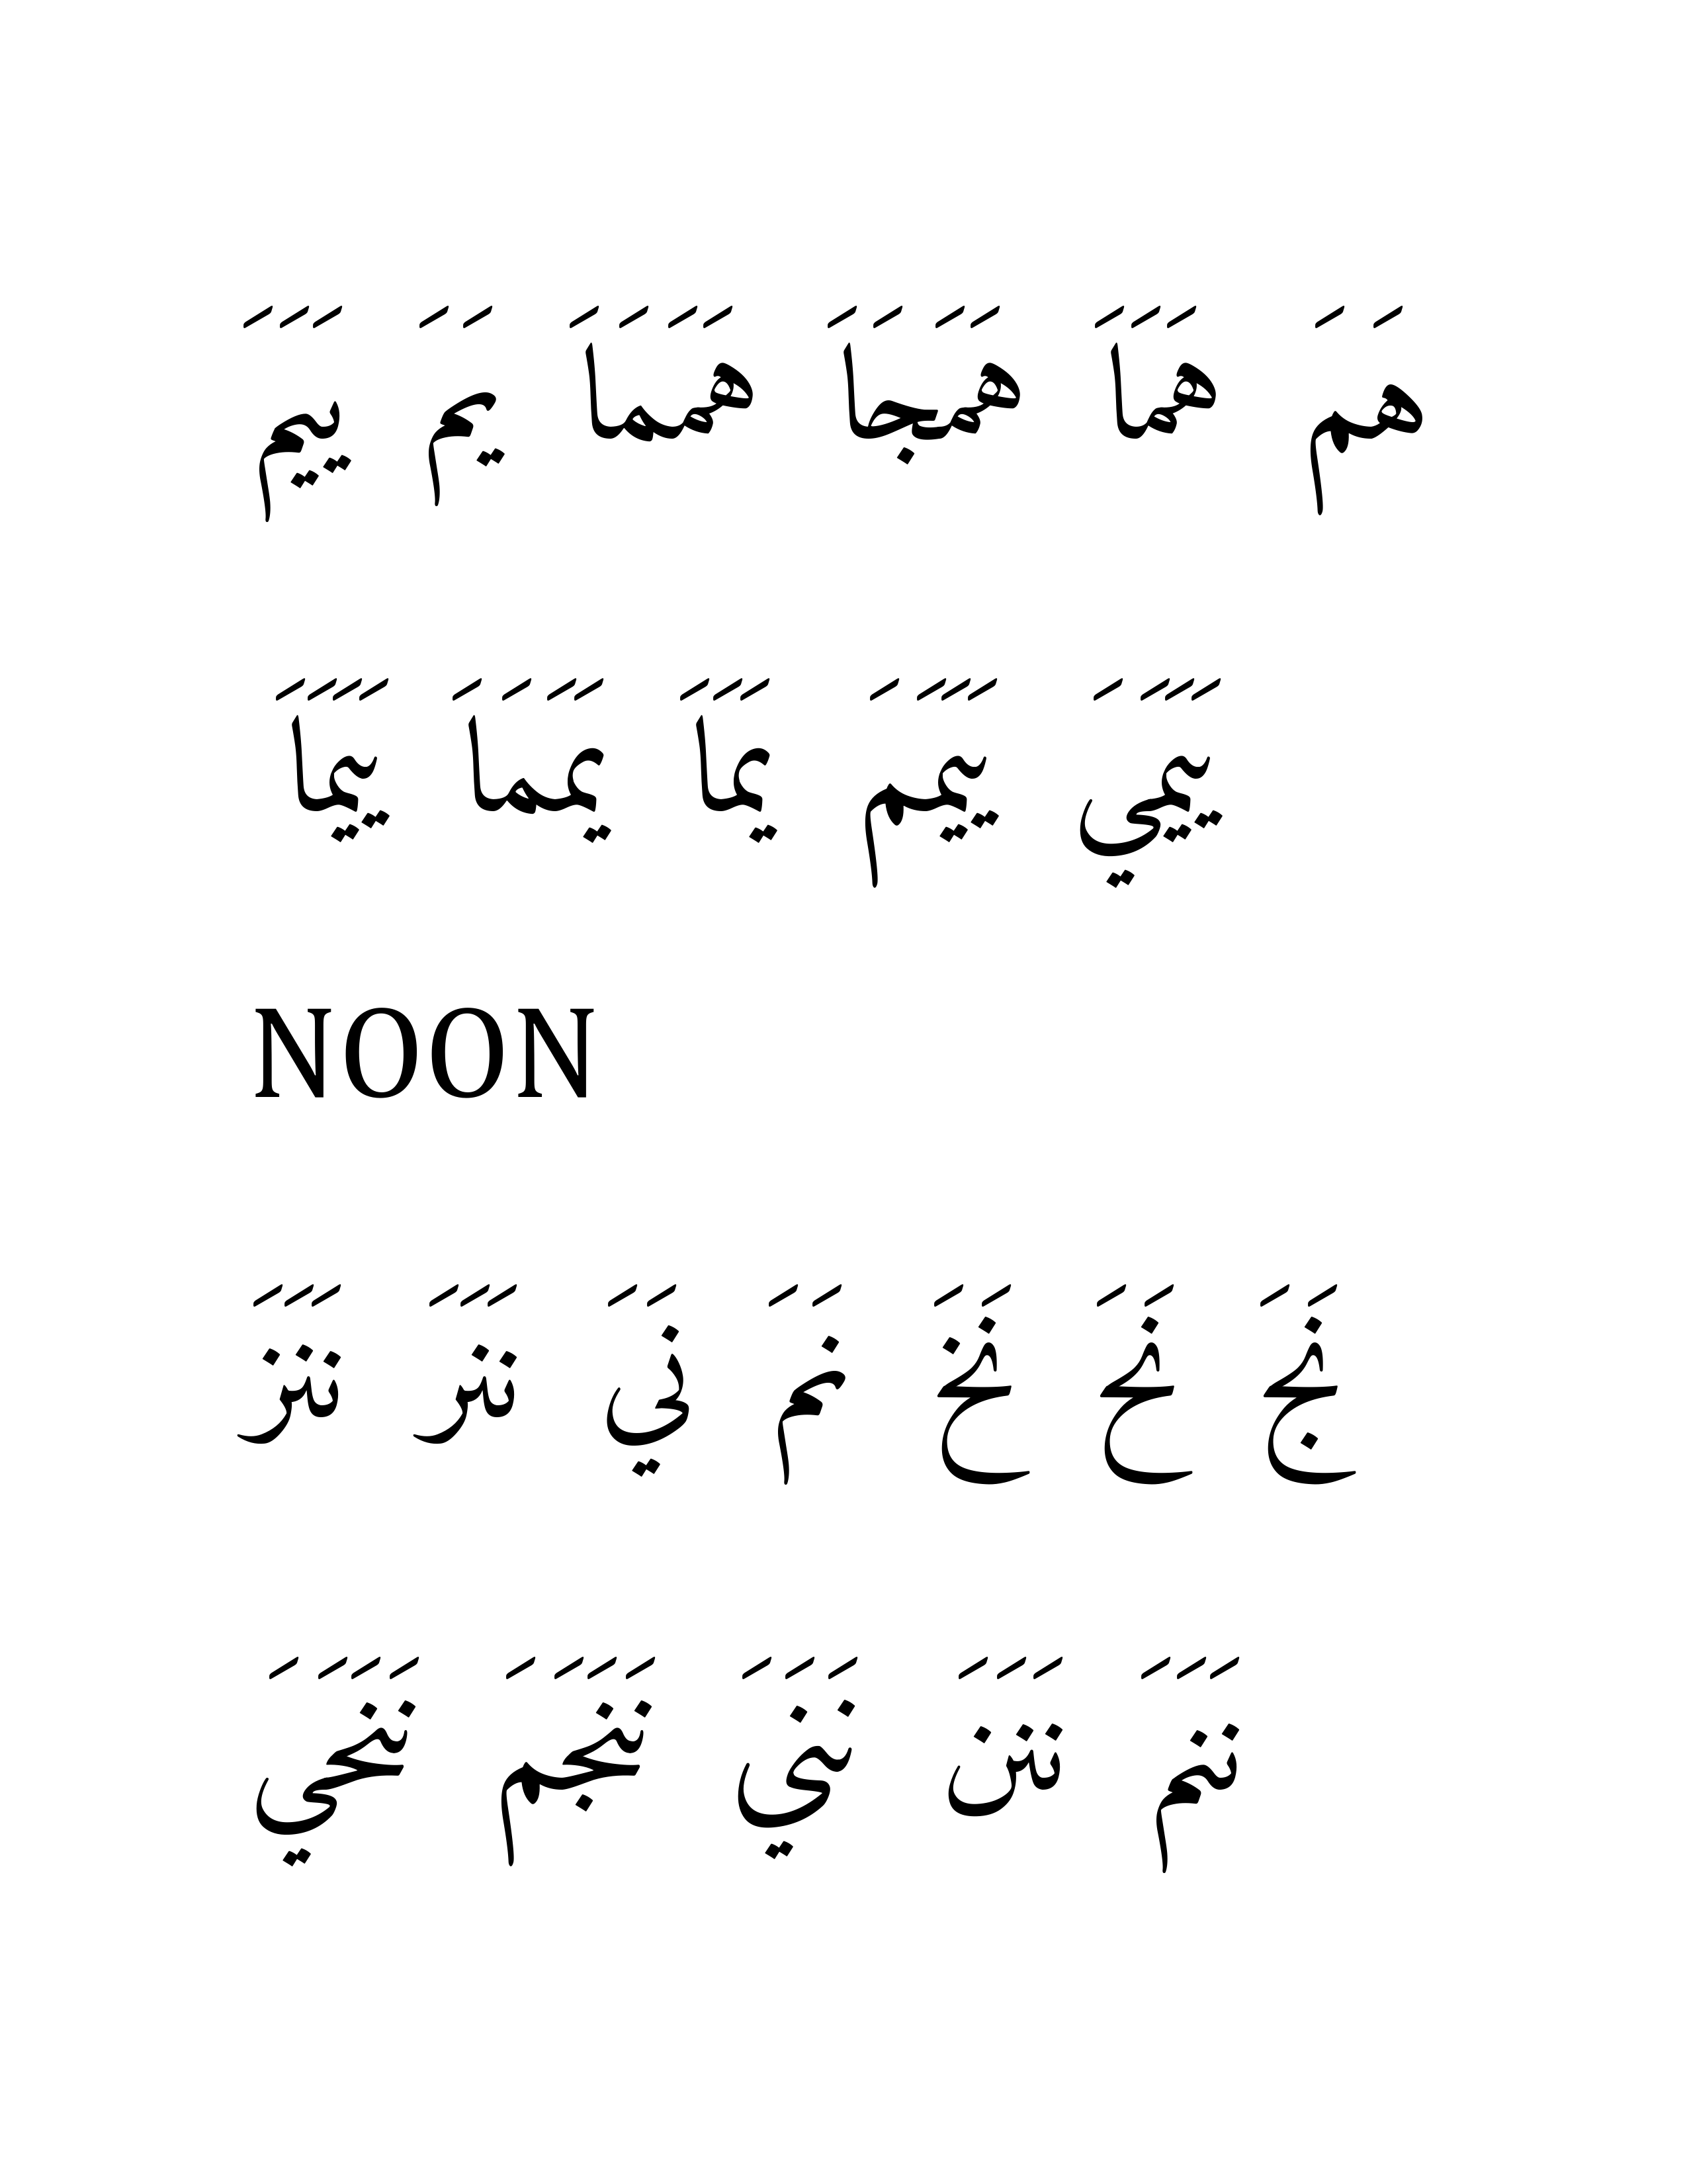 هَمَ هَمَاَ هَمَجَاَ هَمَمَاَ يَمَ يَيَمَ
يَيَمَيَ يَيَمَمَ يَمَاَ يَمَمَاَ يَيَمَاَ
NOON
نَجَ نَحَ نَخَ نَمَ نَيَ نَنَرَ نَنَزَ
نَنَمَ نَنَنَ نَنَيَ نَنَجَمَ نَنَحَيَ